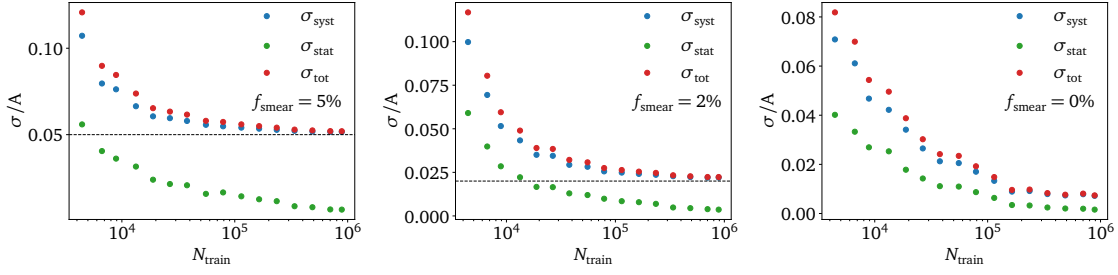 σ/A
0.10
0.05
σ_syst
σ_stat
σ_tot
f_smear = 5%
10^4
10^5
10^6
N_train
σ/A
0.100
0.075
0.050
0.025
0.000
σ_syst
σ_stat
σ_tot
f_smear = 2%
10^4
10^5
10^6
N_train
σ/A
0.08
0.06
0.04
0.02
0.00
σ_syst
σ_stat
σ_tot
f_smear = 0%
10^4
10^5
10^6
N_train